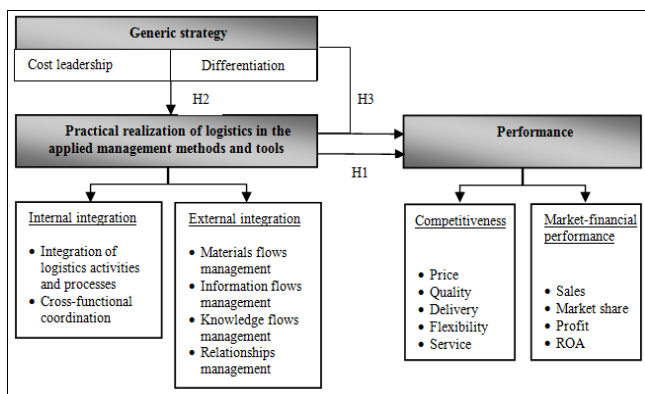 Generic strategy
Cost leadership
Differentiation
H2
H3
Practical realization of logistics in the
applied management methods and tools
Performance
H1
Internal integration
• Integration of
logistics activities
and processes
• Cross-functional
coordination
External integration
• Materials flows
management
• Information flows
management
• Knowledge flows
management
• Relationships
management
Competitiveness
• Price
• Quality
• Delivery
• Flexibility
• Service
Market-financial
performance
• Sales
• Market share
• Profit
• ROA